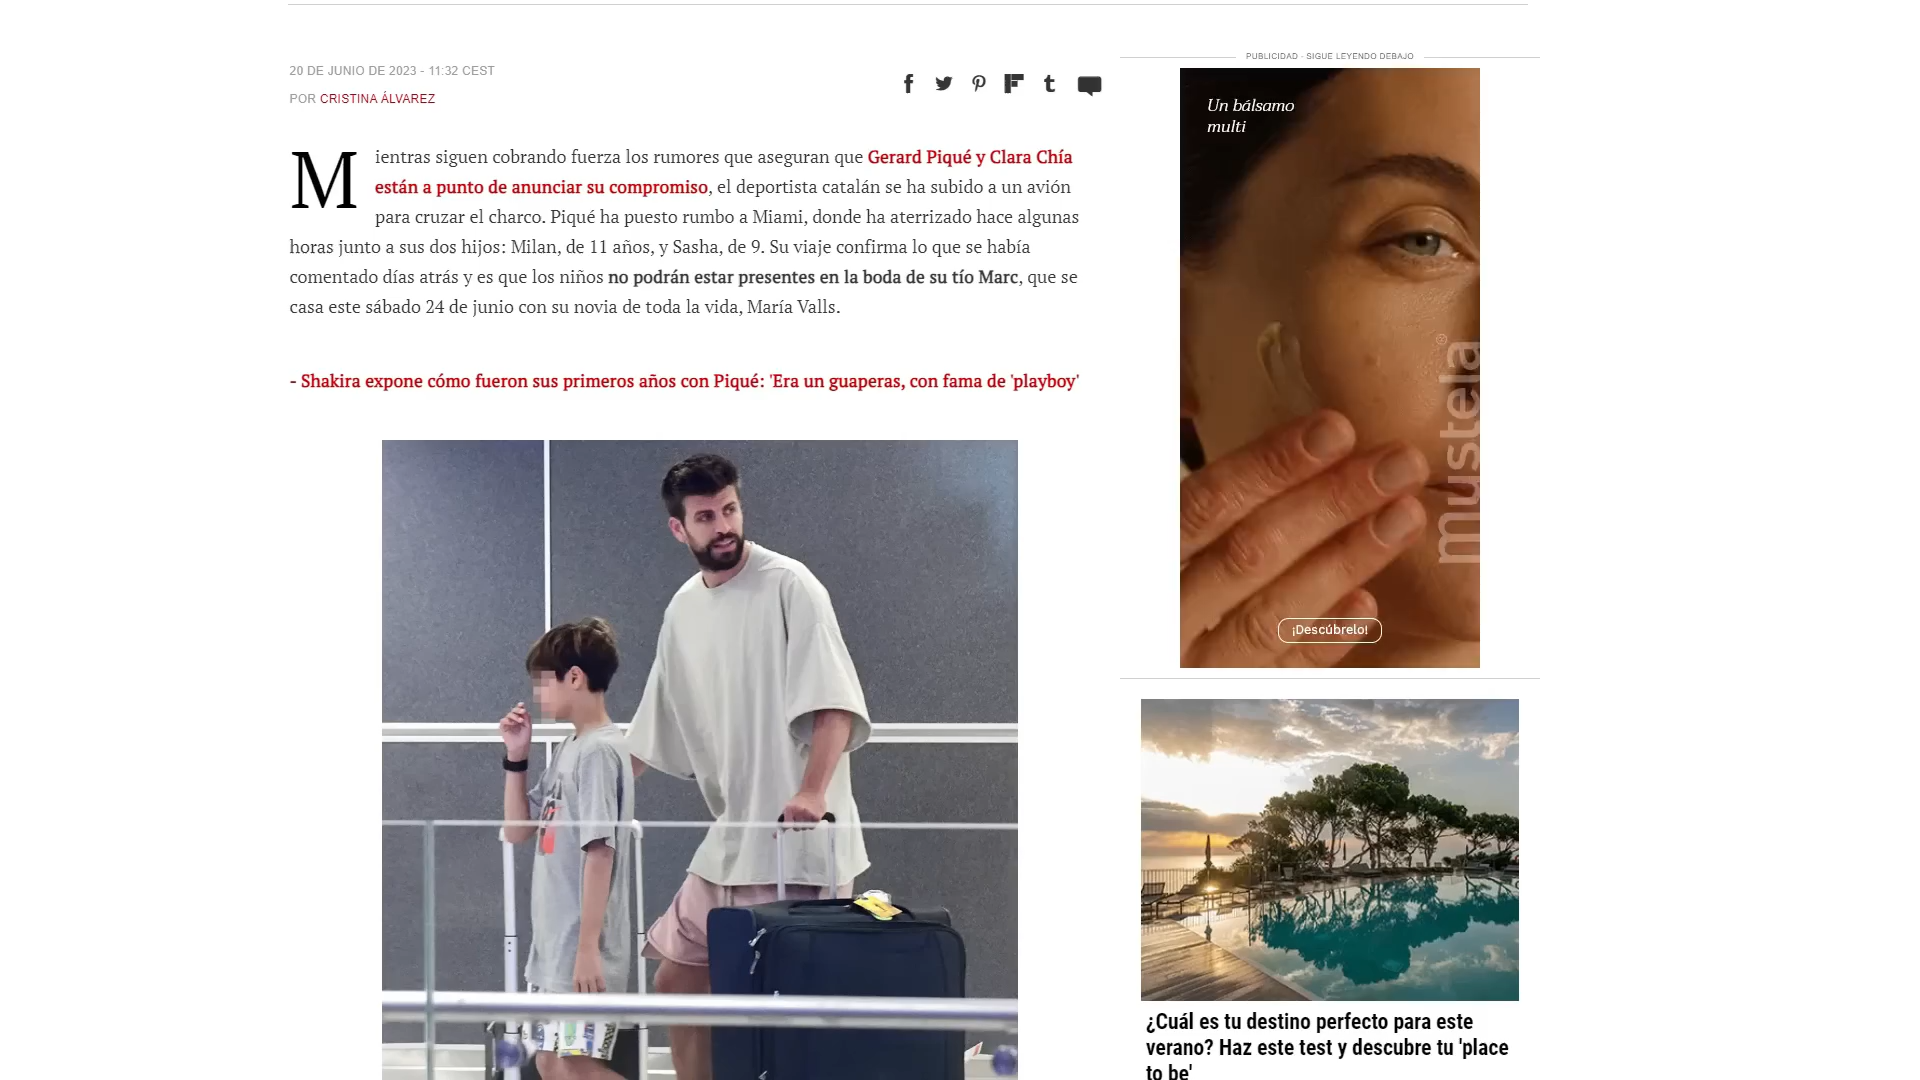 20 DE JUNIO DE 2023 - 11:32 CEST
POR CRISTINA ÁLVAREZ
Mientras siguen cobrando fuerza los rumores que aseguran que Gerard Piqué y Clara Chía
están a punto de anunciar su compromiso, el deportista catalán se ha subido a un avión
para cruzar el charco. Piqué ha puesto rumbo a Miami, donde ha aterrizado hace algunas
horas junto a sus dos hijos: Milan, de 11 años, y Sasha, de 9. Su viaje confirma lo que se había
comentado días atrás y es que los niños no podrán estar presentes en la boda de su tío Marc, que se
casa este sábado 24 de junio con su novia de toda la vida, María Valls.
- Shakira expone cómo fueron sus primeros años con Piqué: 'Era un guaperas, con fama de 'playboy'
PUBLICIDAD - SIGUE LEYENDO DEBAJO
Un bálsamo
multi
mustela
¡Descúbrelo!
¿Cuál es tu destino perfecto para este
verano? Haz este test y descubre tu 'place
to be'